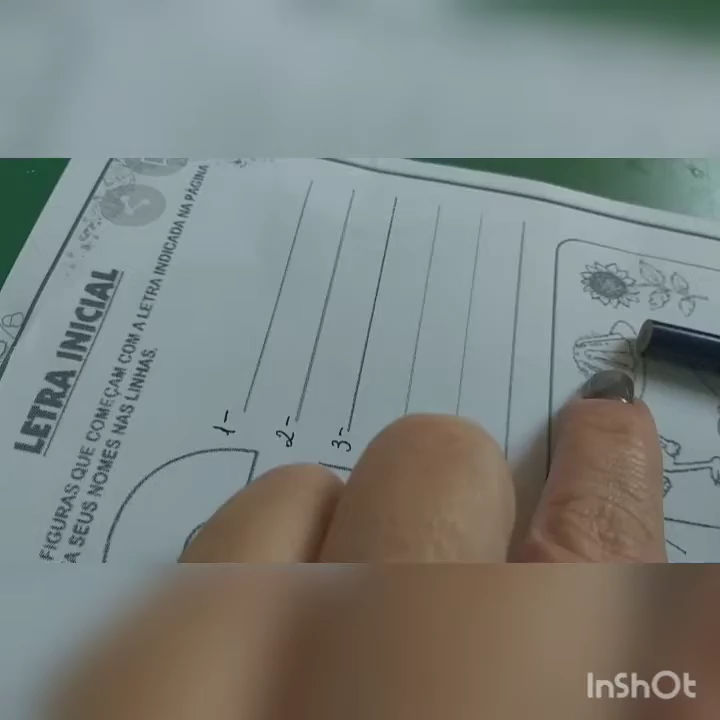 LETRA INICIAL
FIGURAS QUE COMEÇAM COM A LETRA INDICADA NA PÁGINA
A SEUS NOMES NAS LINHAS.
1-
2-
3-
InShOt